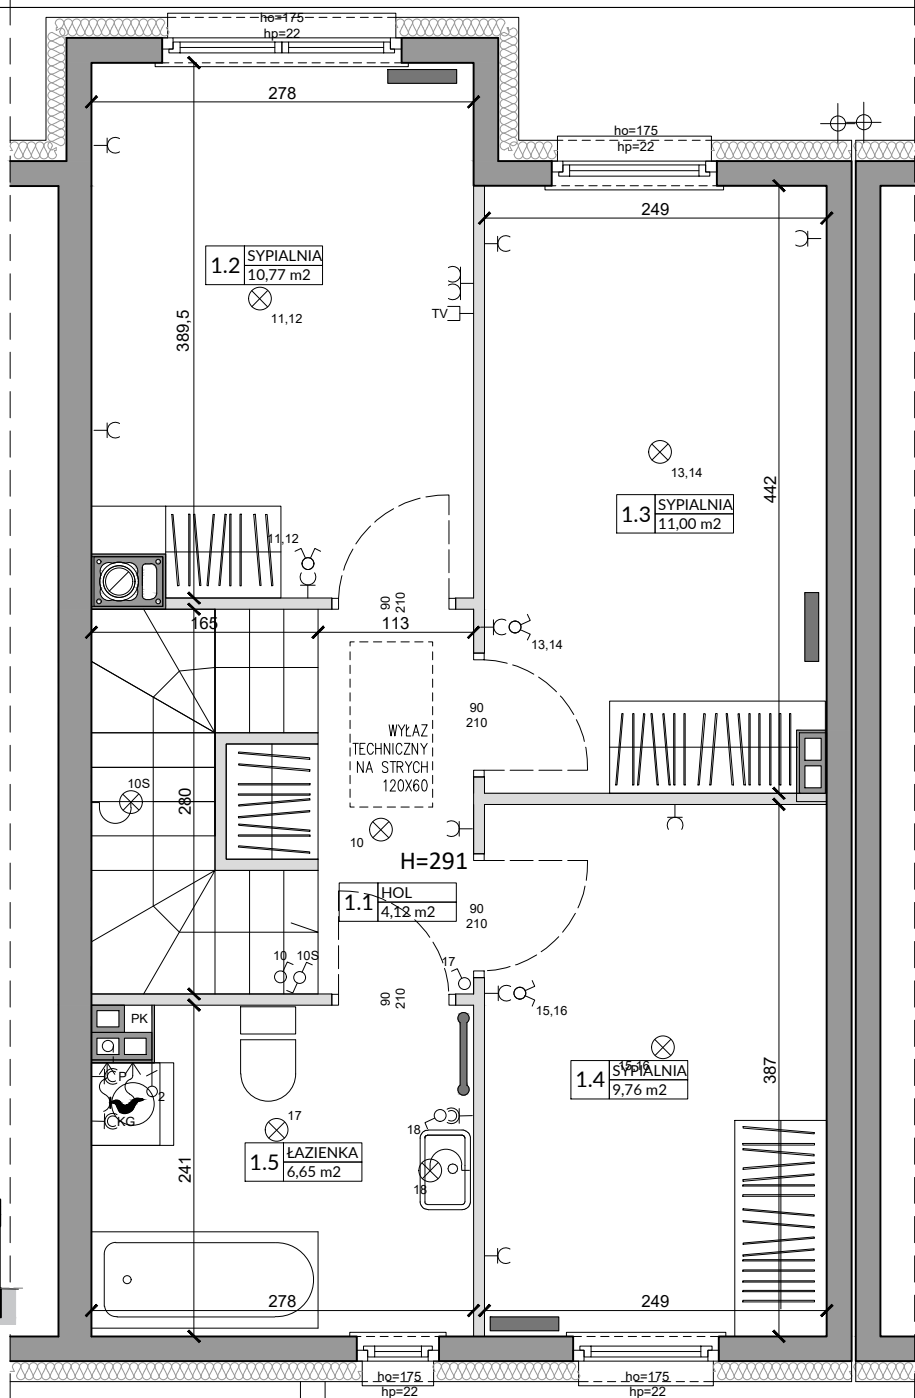 ho=175
hp=22
278
ho=175
hp=22
249
1.2
SYPIALNIA
10,77 m2
11,12
TV
389,5
13,14
442
1.3
SYPIALNIA
11,00 m2
11,12
90
210
165
113
13,14
90
210
WYŁAZ
TECHNICZNY
NA STRYCH
120X60
10S
280
10
H=291
1.1
HOL
4,12 m2
90
210
10
10S
17
90
210
15,16
PK
15,16
1.4
SYPIALNIA
9,76 m2
387
P
2
KG
17
18
1.5
ŁAZIENKA
6,65 m2
241
18
278
249
ho=175
hp=22
ho=175
hp=22